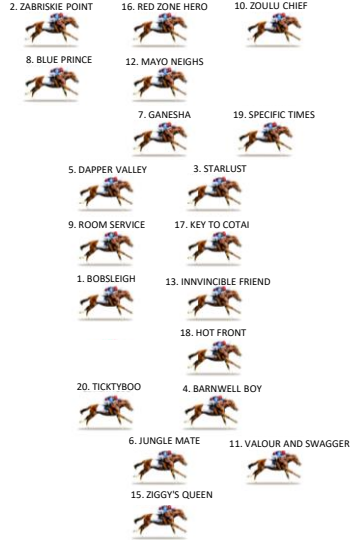 2. ZABRISKIE POINT 16. RED ZONE HERO 10. ZOULU CHIEF
8. BLUE PRINCE 12. MAYO NEIGHS
7. GANESHA 19. SPECIFIC TIMES
5. DAPPER VALLEY 3. STARLUST
9. ROOM SERVICE 17. KEY TO COTAI
1. BOBSLEIGH 13. INNVINCIBLE FRIEND
18. HOT FRONT
20. TICKTYBOO 4. BARNWELL BOY
6. JUNGLE MATE 11. VALOUR AND SWAGGER
15. ZIGGY'S QUEEN